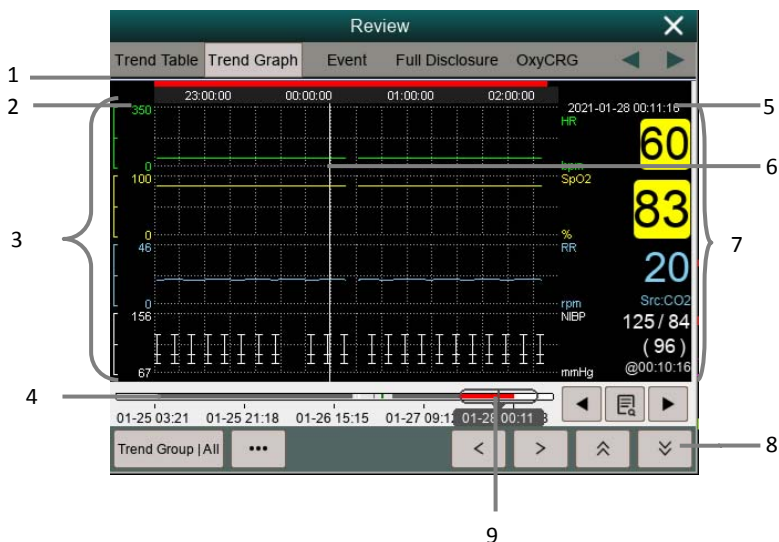 Review
Trend Table Trend Graph Event Full Disclosure OxyCRG
1
23:00:00 00:00:00 01:00:00 02:00:00
2
350
2021-01-28 00:11:16
5
HR
60
0
bpm
6
100
SpO2
83
3
7
0
%
46
RR
20
0
rpm
Src:CO2
156
NIBP
125 / 84
( 96 )
67
mmHg
@00:10:16
4
01-25 03:21 01-25 21:18 01-26 15:15 01-27 09:1 01-28 00:11
Trend Group | All
•••
<
>
8
9